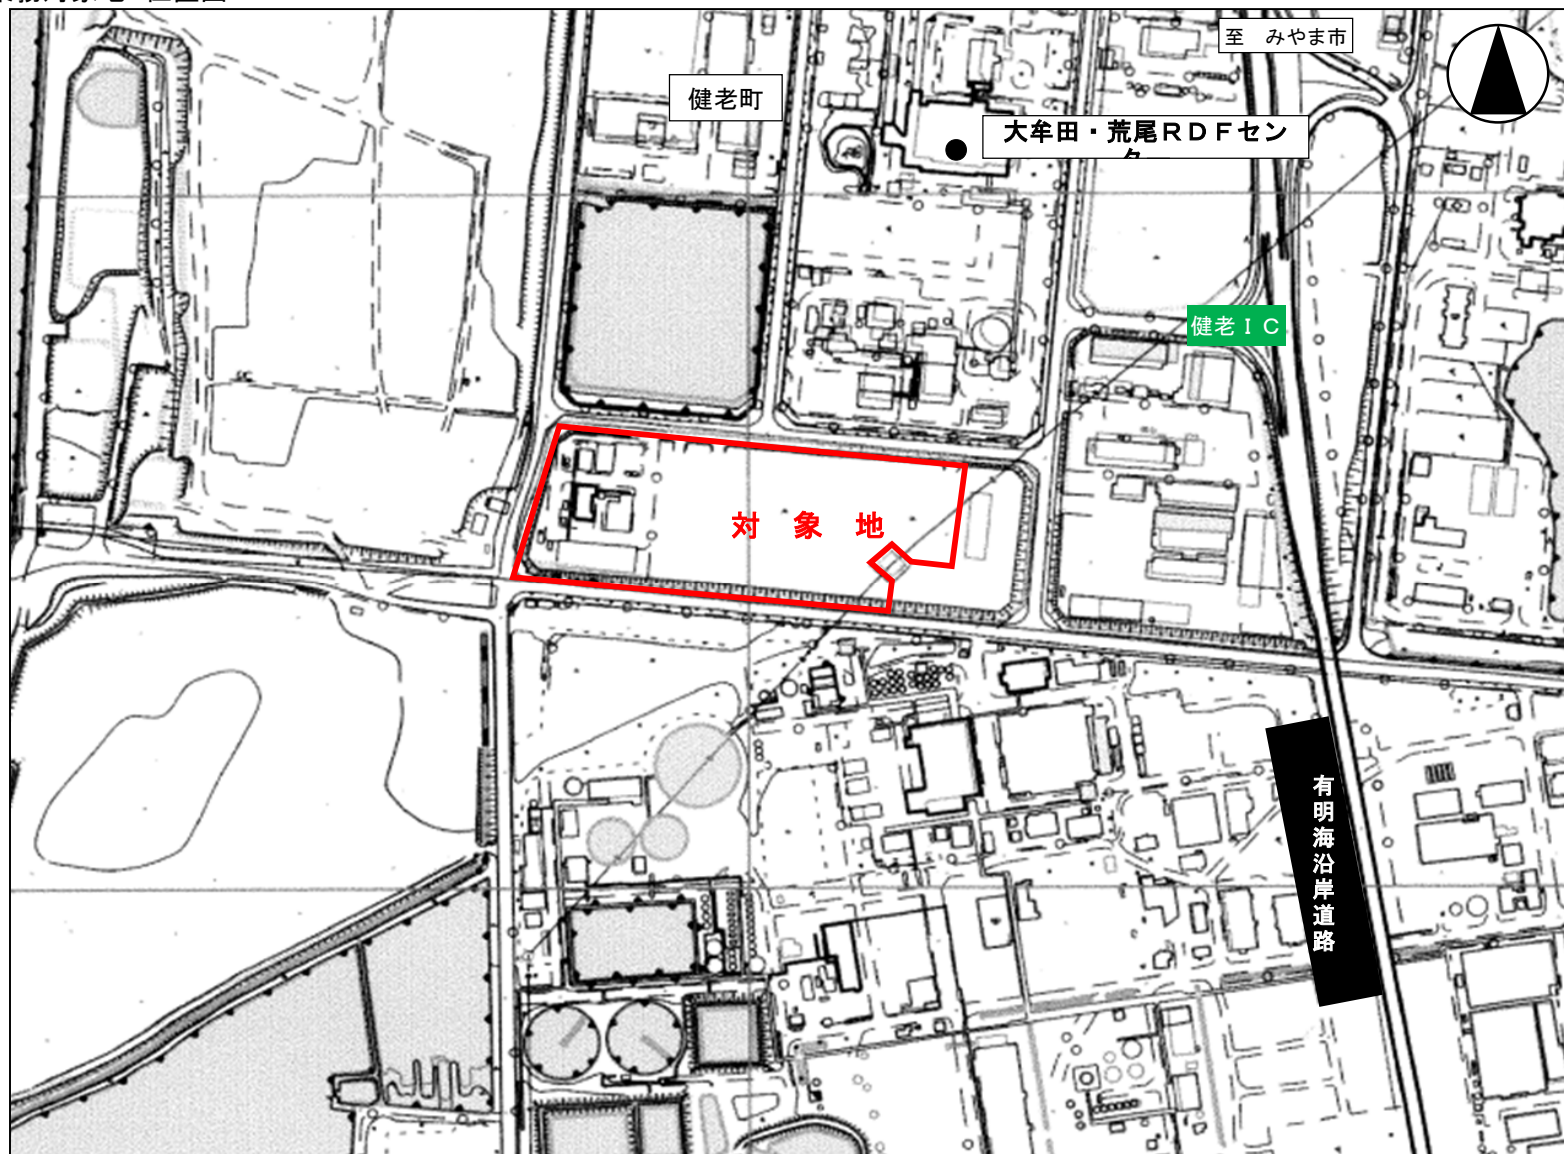 至　みやま市
健老町
大牟田・荒尾ＲＤＦセン
健老ＩＣ
対　象　地
有明海沿岸道路